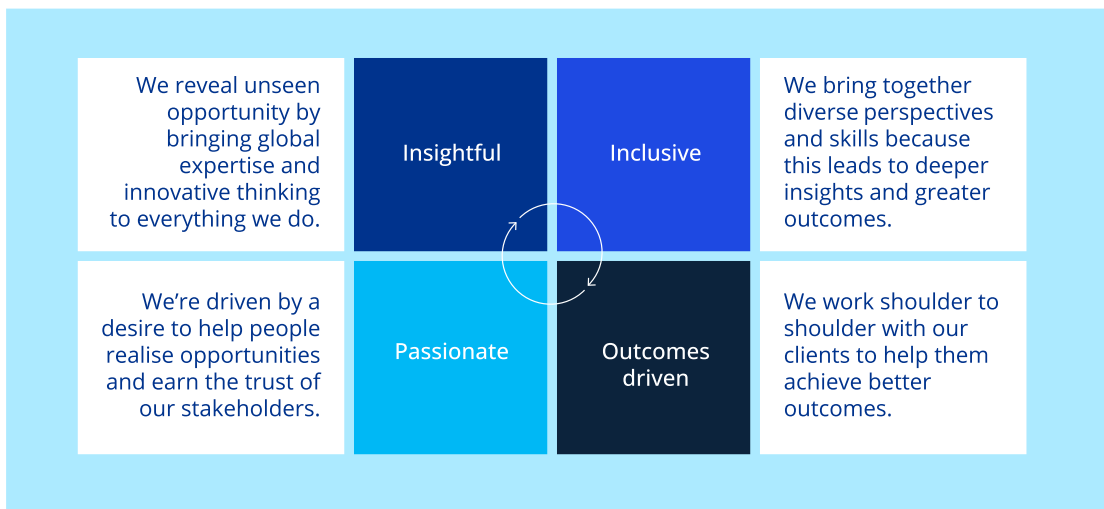 We reveal unseen
opportunity by
bringing global
expertise and
innovative thinking
to everything we do.
Insightful
Inclusive
We bring together
diverse perspectives
and skills because
this leads to deeper
insights and greater
outcomes.
We’re driven by a
desire to help people
realise opportunities
and earn the trust of
our stakeholders.
Passionate
Outcomes
driven
We work shoulder to
shoulder with our
clients to help them
achieve better
outcomes.